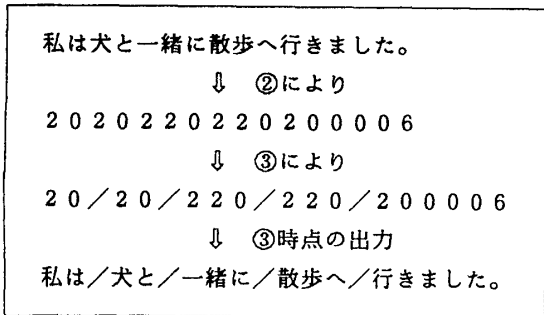 私は犬と一緒に散歩へ行きました。
⇩ ②により
20202202202００006
⇩ ③により
20/20/220/220/200006
⇩ ③時点の出力
私は/犬と/一緒に/散歩へ/行きました。